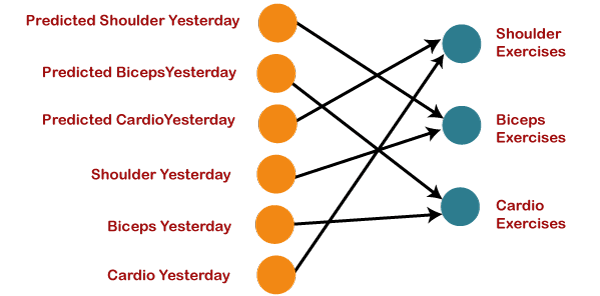 Predicted Shoulder Yesterday
Predicted BicepsYesterday
Predicted CardioYesterday
Shoulder Yesterday
Biceps Yesterday
Cardio Yesterday
Shoulder
Exercises
Biceps
Exercises
Cardio
Exercises